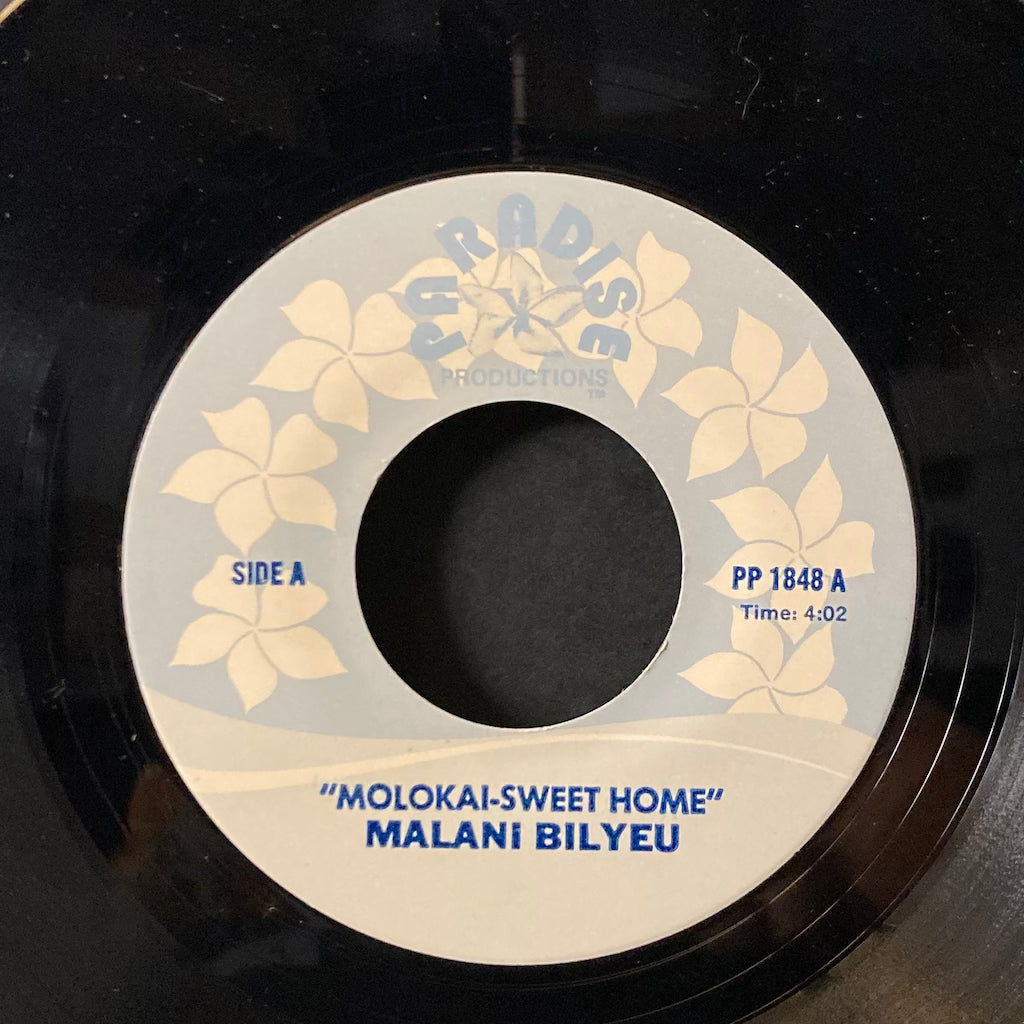 PARADISE
PRODUCTIONS
TM
SIDE A
PP 1848 A
Time: 4:02
"MOLOKAI-SWEET HOME"
MALANi BILYEU